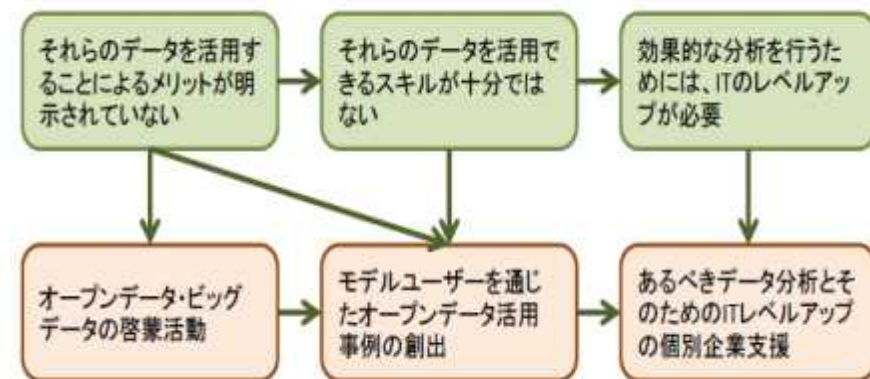 それらのデータを活用す
ることによるメリットが明
示されていない
それらのデータを活用で
きるスキルが十分では
ない
効果的な分析を行うた
めには、ITのレベルアッ
プが必要
オープンデータ・ビッグ
データの啓蒙活動
モデルユーザーを通じ
たオープンデータ活用
事例の創出
あるべきデータ分析とそ
のためのITレベルアップ
の個別企業支援